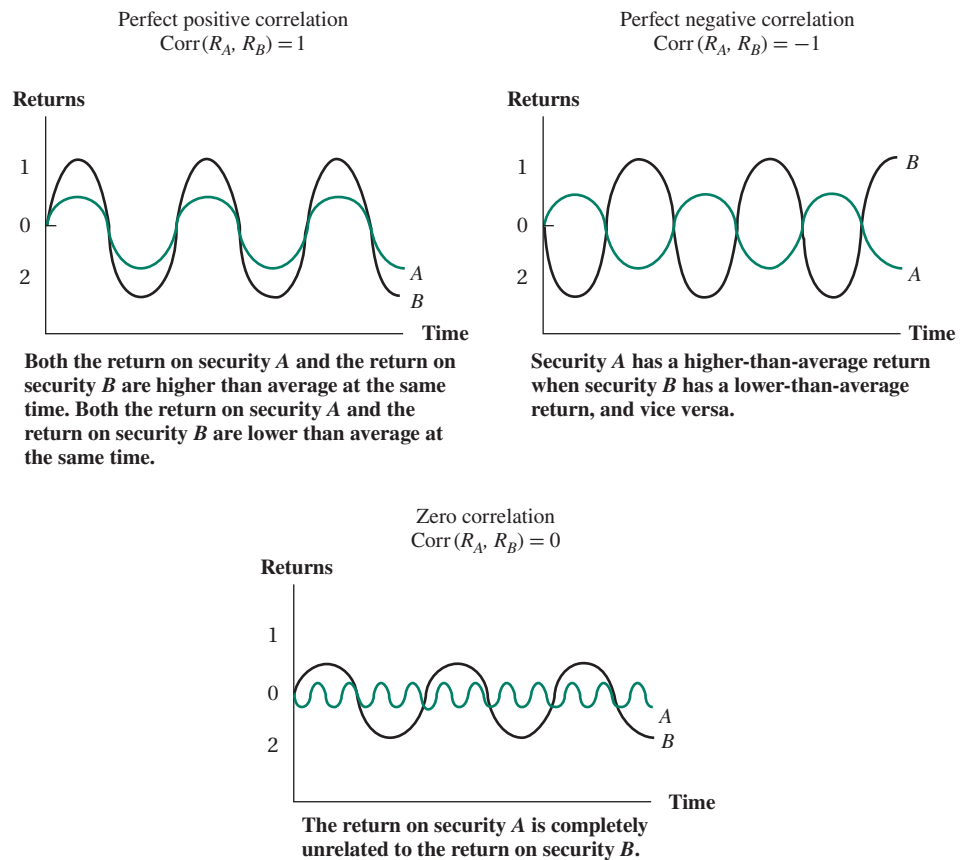 Perfect positive correlation
Corr (R_A, R_B) = 1
Returns
1
0
2
A
B
Time
Both the return on security A and the return on
security B are higher than average at the same
time. Both the return on security A and the
return on security B are lower than average at
the same time.
Perfect negative correlation
Corr (R_A, R_B) = −1
Returns
1
0
2
B
A
Time
Security A has a higher-than-average return
when security B has a lower-than-average
return, and vice versa.
Zero correlation
Corr (R_A, R_B) = 0
Returns
1
0
2
A
B
Time
The return on security A is completely
unrelated to the return on security B.